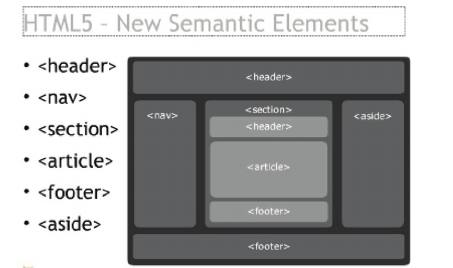 HTML5 – New Semantic Elements
• <header>
• <nav>
• <section>
• <article>
• <footer>
• <aside>
<header>
<nav>
<section>
<header>
<article>
<footer>
<aside>
<footer>